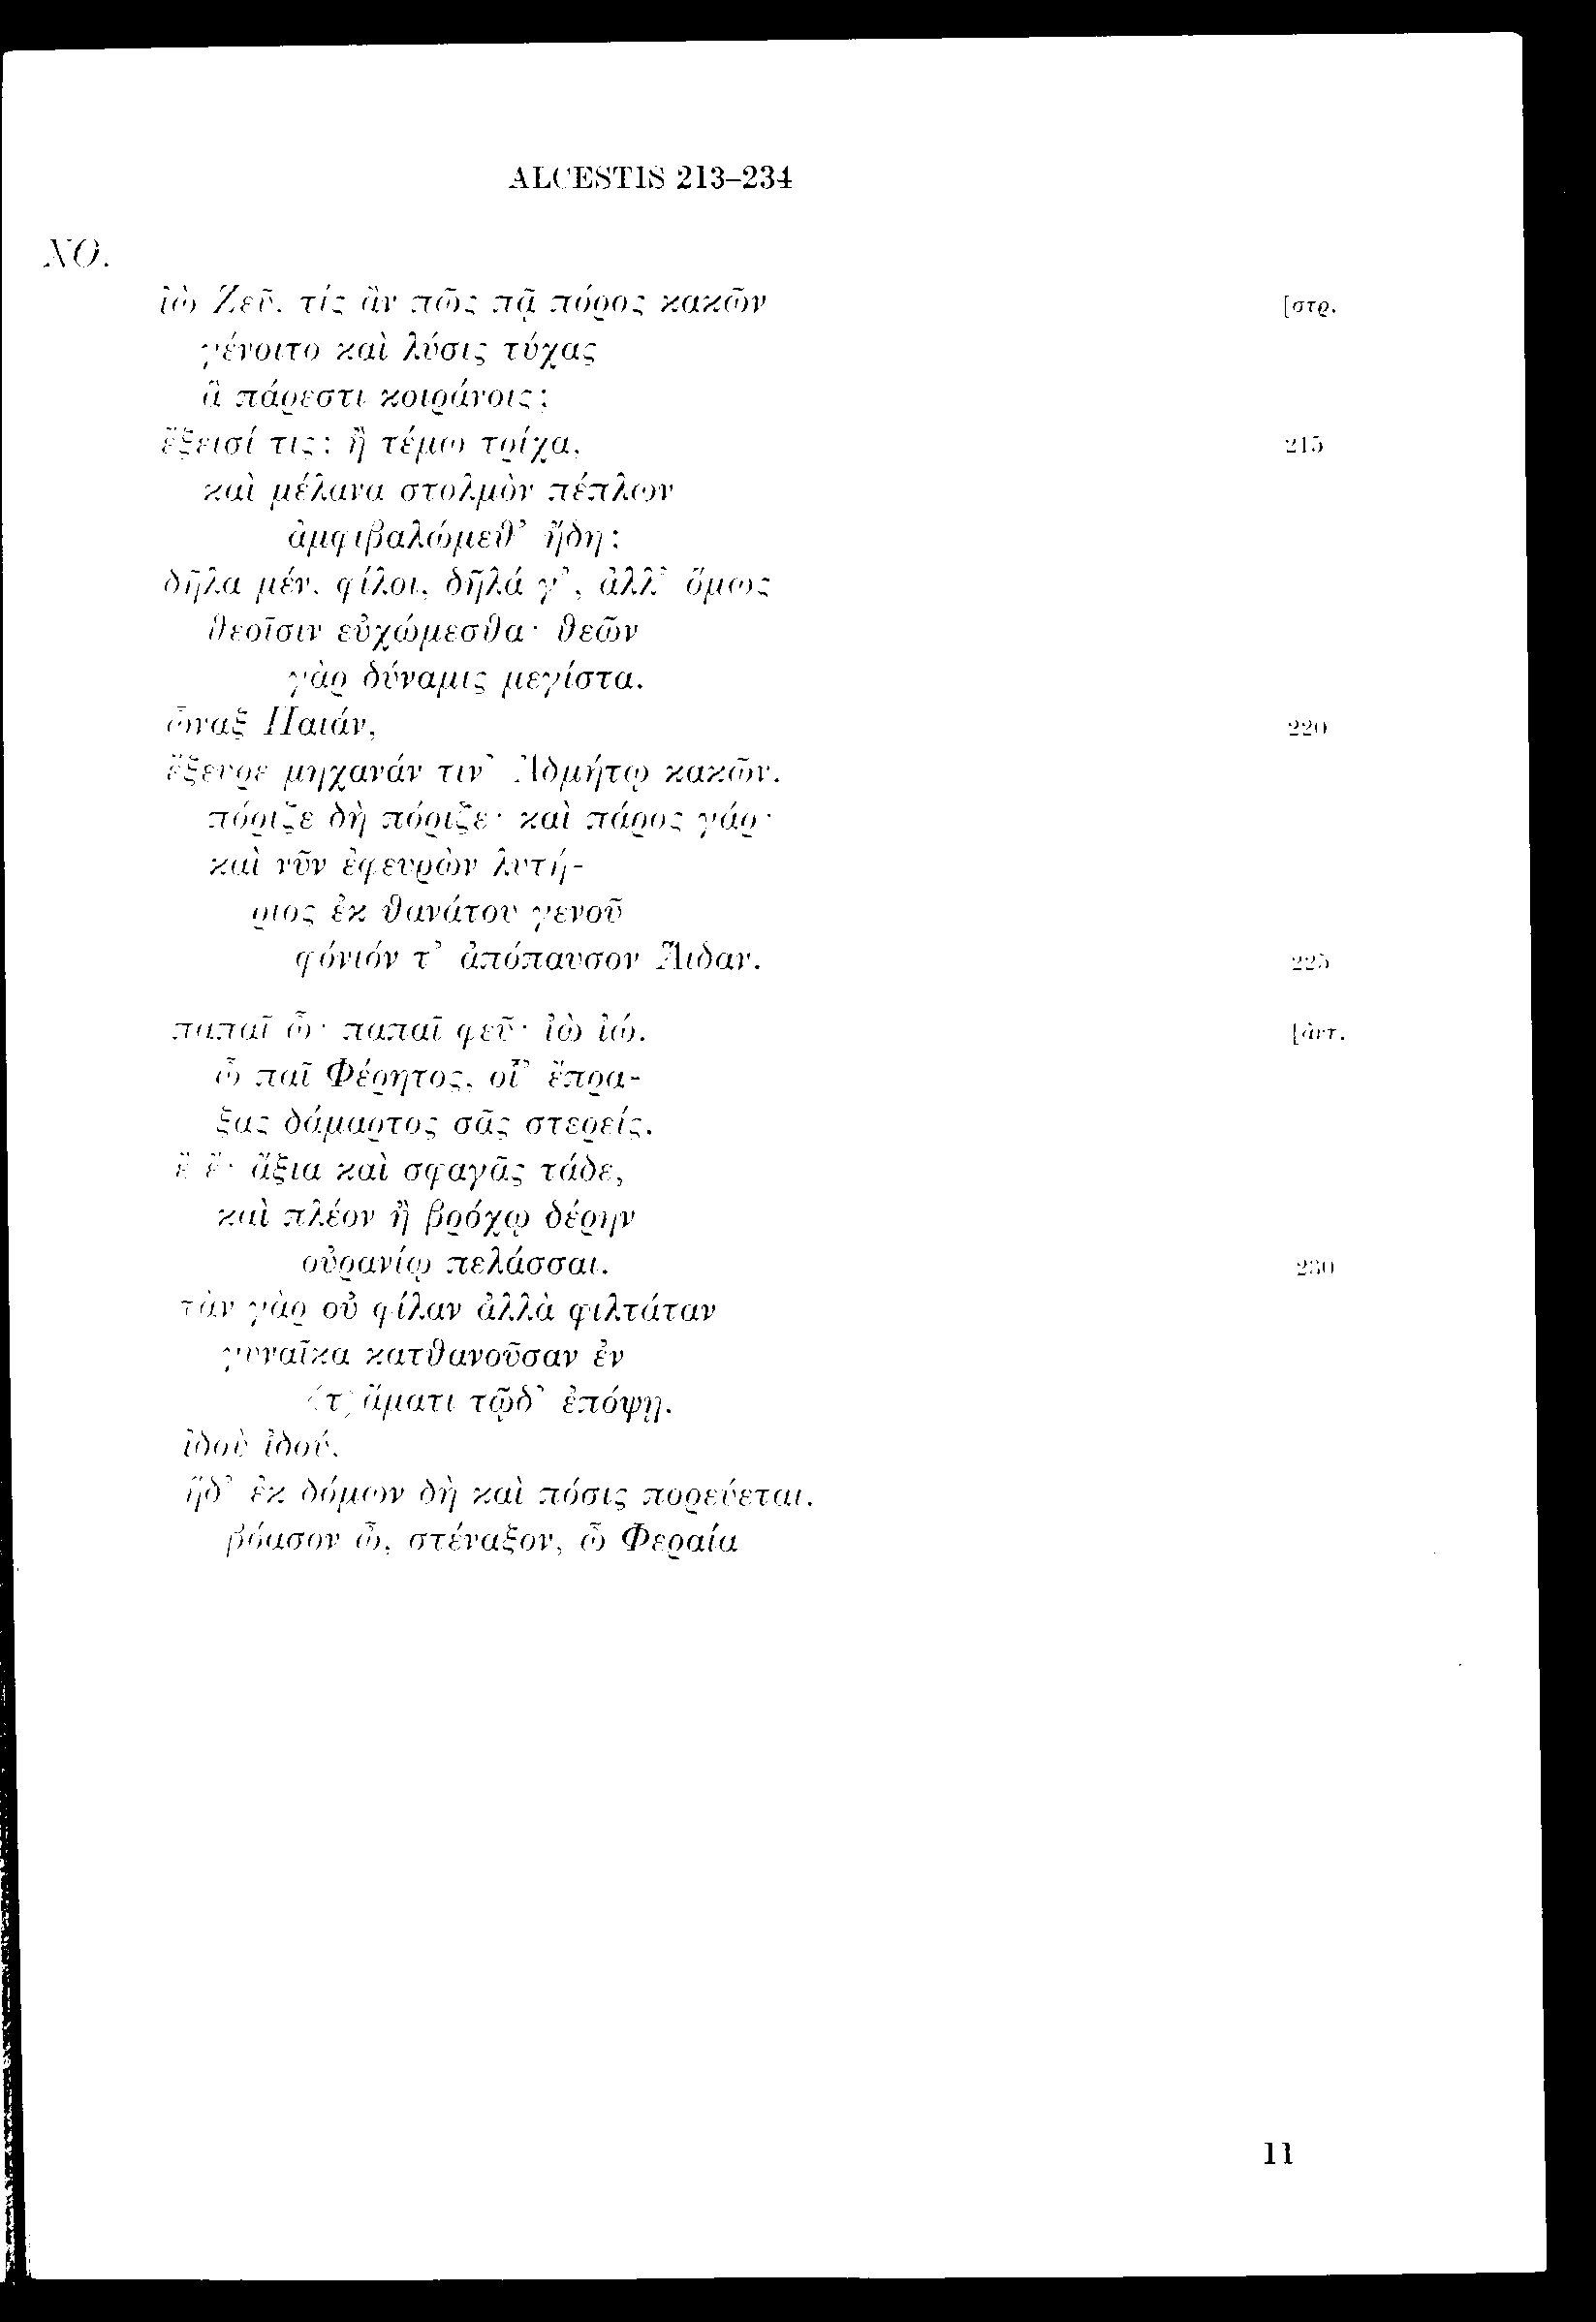 ALCESTIS 213–234
ΧΟ.
ἰὼ Ζεῦ, τίς ἂν πῶς πᾷ πόρος κακῶν [στρ.
γένοιτο καὶ λύσις τύχας
ἃ πάρεστι κοιράνοις;
ἔξεισί τις; ἢ τέμω τρίχα, 215
καὶ μέλανα στολμὸν πέπλων
ἀμφιβαλώμεθ’ ἤδη;
δῆλα μέν, φίλοι, δῆλά γ’, ἀλλ’ ὅμως
θεοῖσιν εὐχώμεσθα· θεῶν
γὰρ δύναμις μεγίστα.
ὦναξ Παιάν, 220
ἔξευρε μηχανάν τιν’ Ἀδμήτῳ κακῶν.
πόριζε δὴ πόριζε· καὶ πάρος γάρ·
καὶ νῦν ἐφευρὼν λυτή-
ριος ἐκ θανάτου γενοῦ
φόνιόν τ’ ἀπόπαυσον Ἅιδαν. 225
παπαῖ ὦ· παπαῖ φεῦ· ἰὼ ἰώ. [ἀντ.
ὦ παῖ Φέρητος, οἷ’ ἔπρα-
ξας δάμαρτος σᾶς στερείς.
ἒ ἔ· ἄξια καὶ σφαγᾶς τάδε,
καὶ πλέον ἢ βρόχῳ δέρην
οὐρανίῳ πελάσσαι. 230
τὰν γὰρ οὐ φίλαν ἀλλὰ φιλτάταν
γυναῖκα κατθανοῦσαν ἐν
⟨τ⟩ἄματι τῷδ’ ἐπόψῃ.
ἰδοὺ ἰδού,
ἥδ’ ἐκ δόμων δὴ καὶ πόσις πορεύεται.
βόασον ὦ, στέναξον, ὦ Φεραία
11